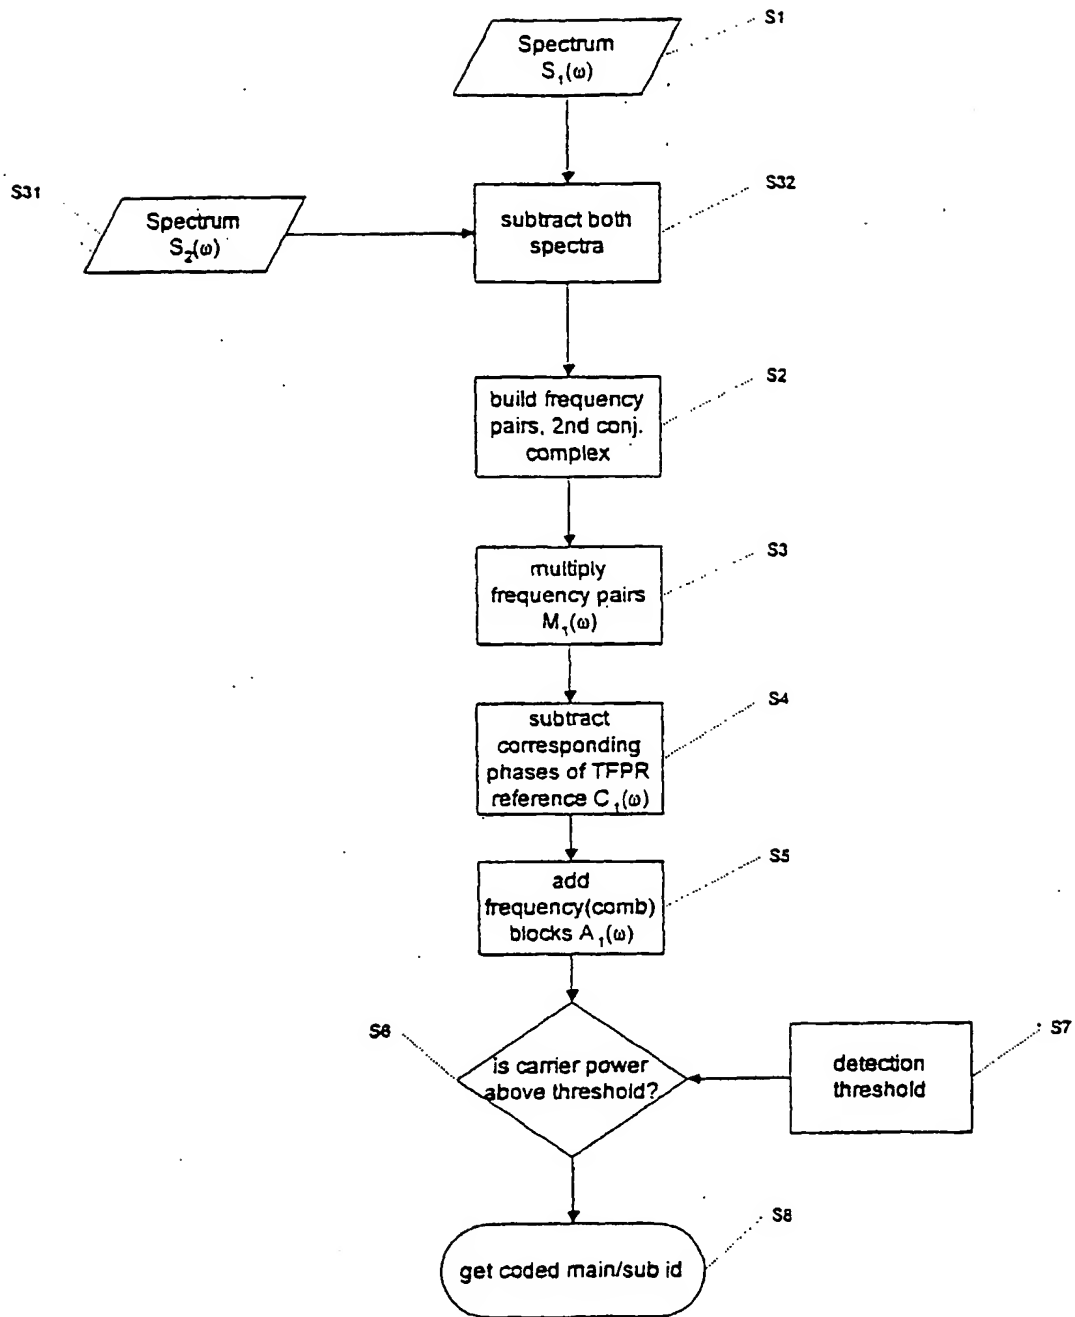 S1
Spectrum
S₁(ω)
S31
S32
Spectrum
S₂(ω)
subtract both
spectra
S2
build frequency
pairs, 2nd conj.
complex
S3
multiply
frequency pairs
M₁(ω)
S4
subtract
corresponding
phases of TFPR
reference C₁(ω)
S5
add
frequency(comb)
blocks A₁(ω)
S6
is carrier power
above threshold?
S7
detection
threshold
S8
get coded main/sub id